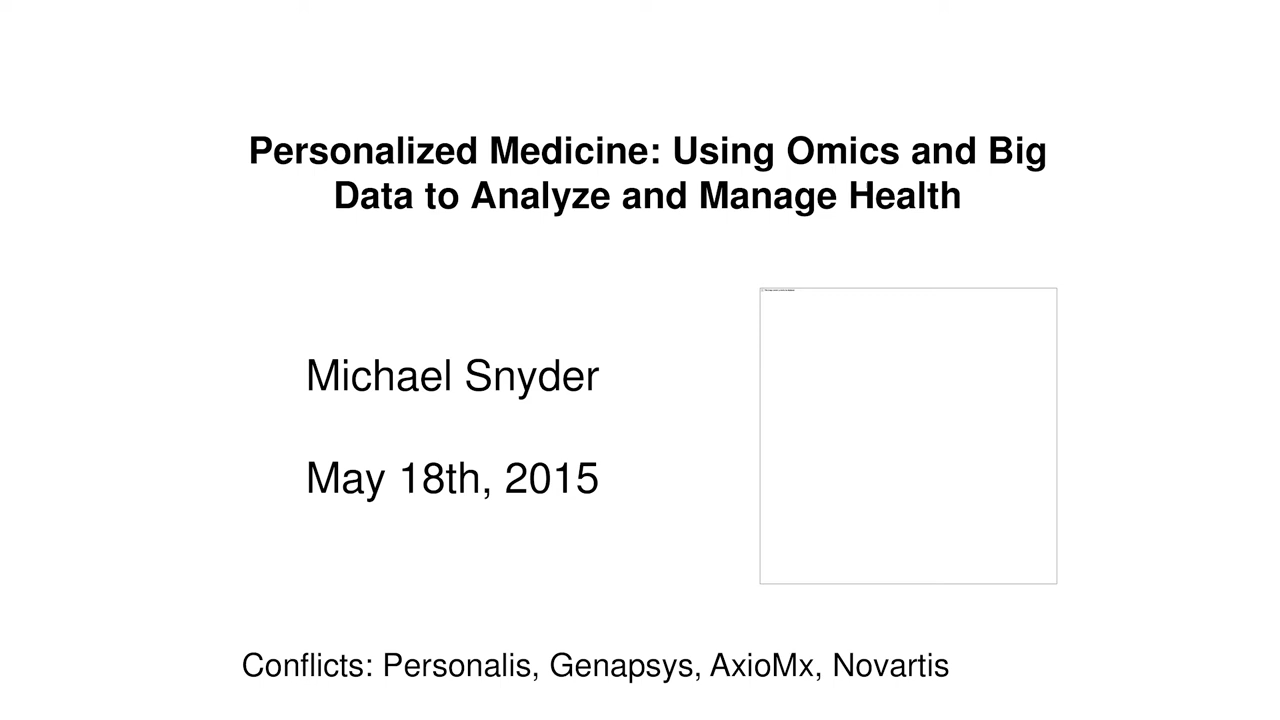 Personalized Medicine: Using Omics and Big
Data to Analyze and Manage Health
Michael Snyder
May 18th, 2015
Conflicts: Personalis, Genapsys, AxioMx, Novartis